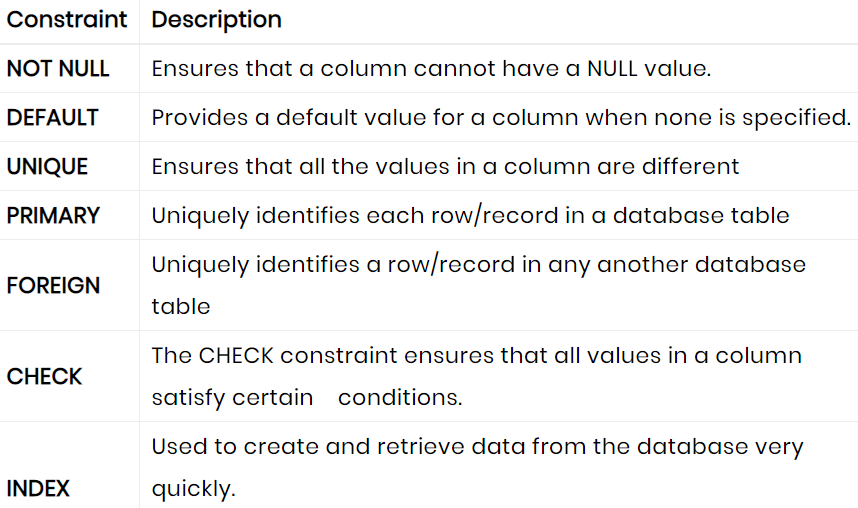 Constraint Description
NOT NULL Ensures that a column cannot have a NULL value.
DEFAULT Provides a default value for a column when none is specified.
UNIQUE Ensures that all the values in a column are different
PRIMARY Uniquely identifies each row/record in a database table
FOREIGN Uniquely identifies a row/record in any another database
table
CHECK The CHECK constraint ensures that all values in a column
satisfy certain conditions.
INDEX Used to create and retrieve data from the database very
quickly.